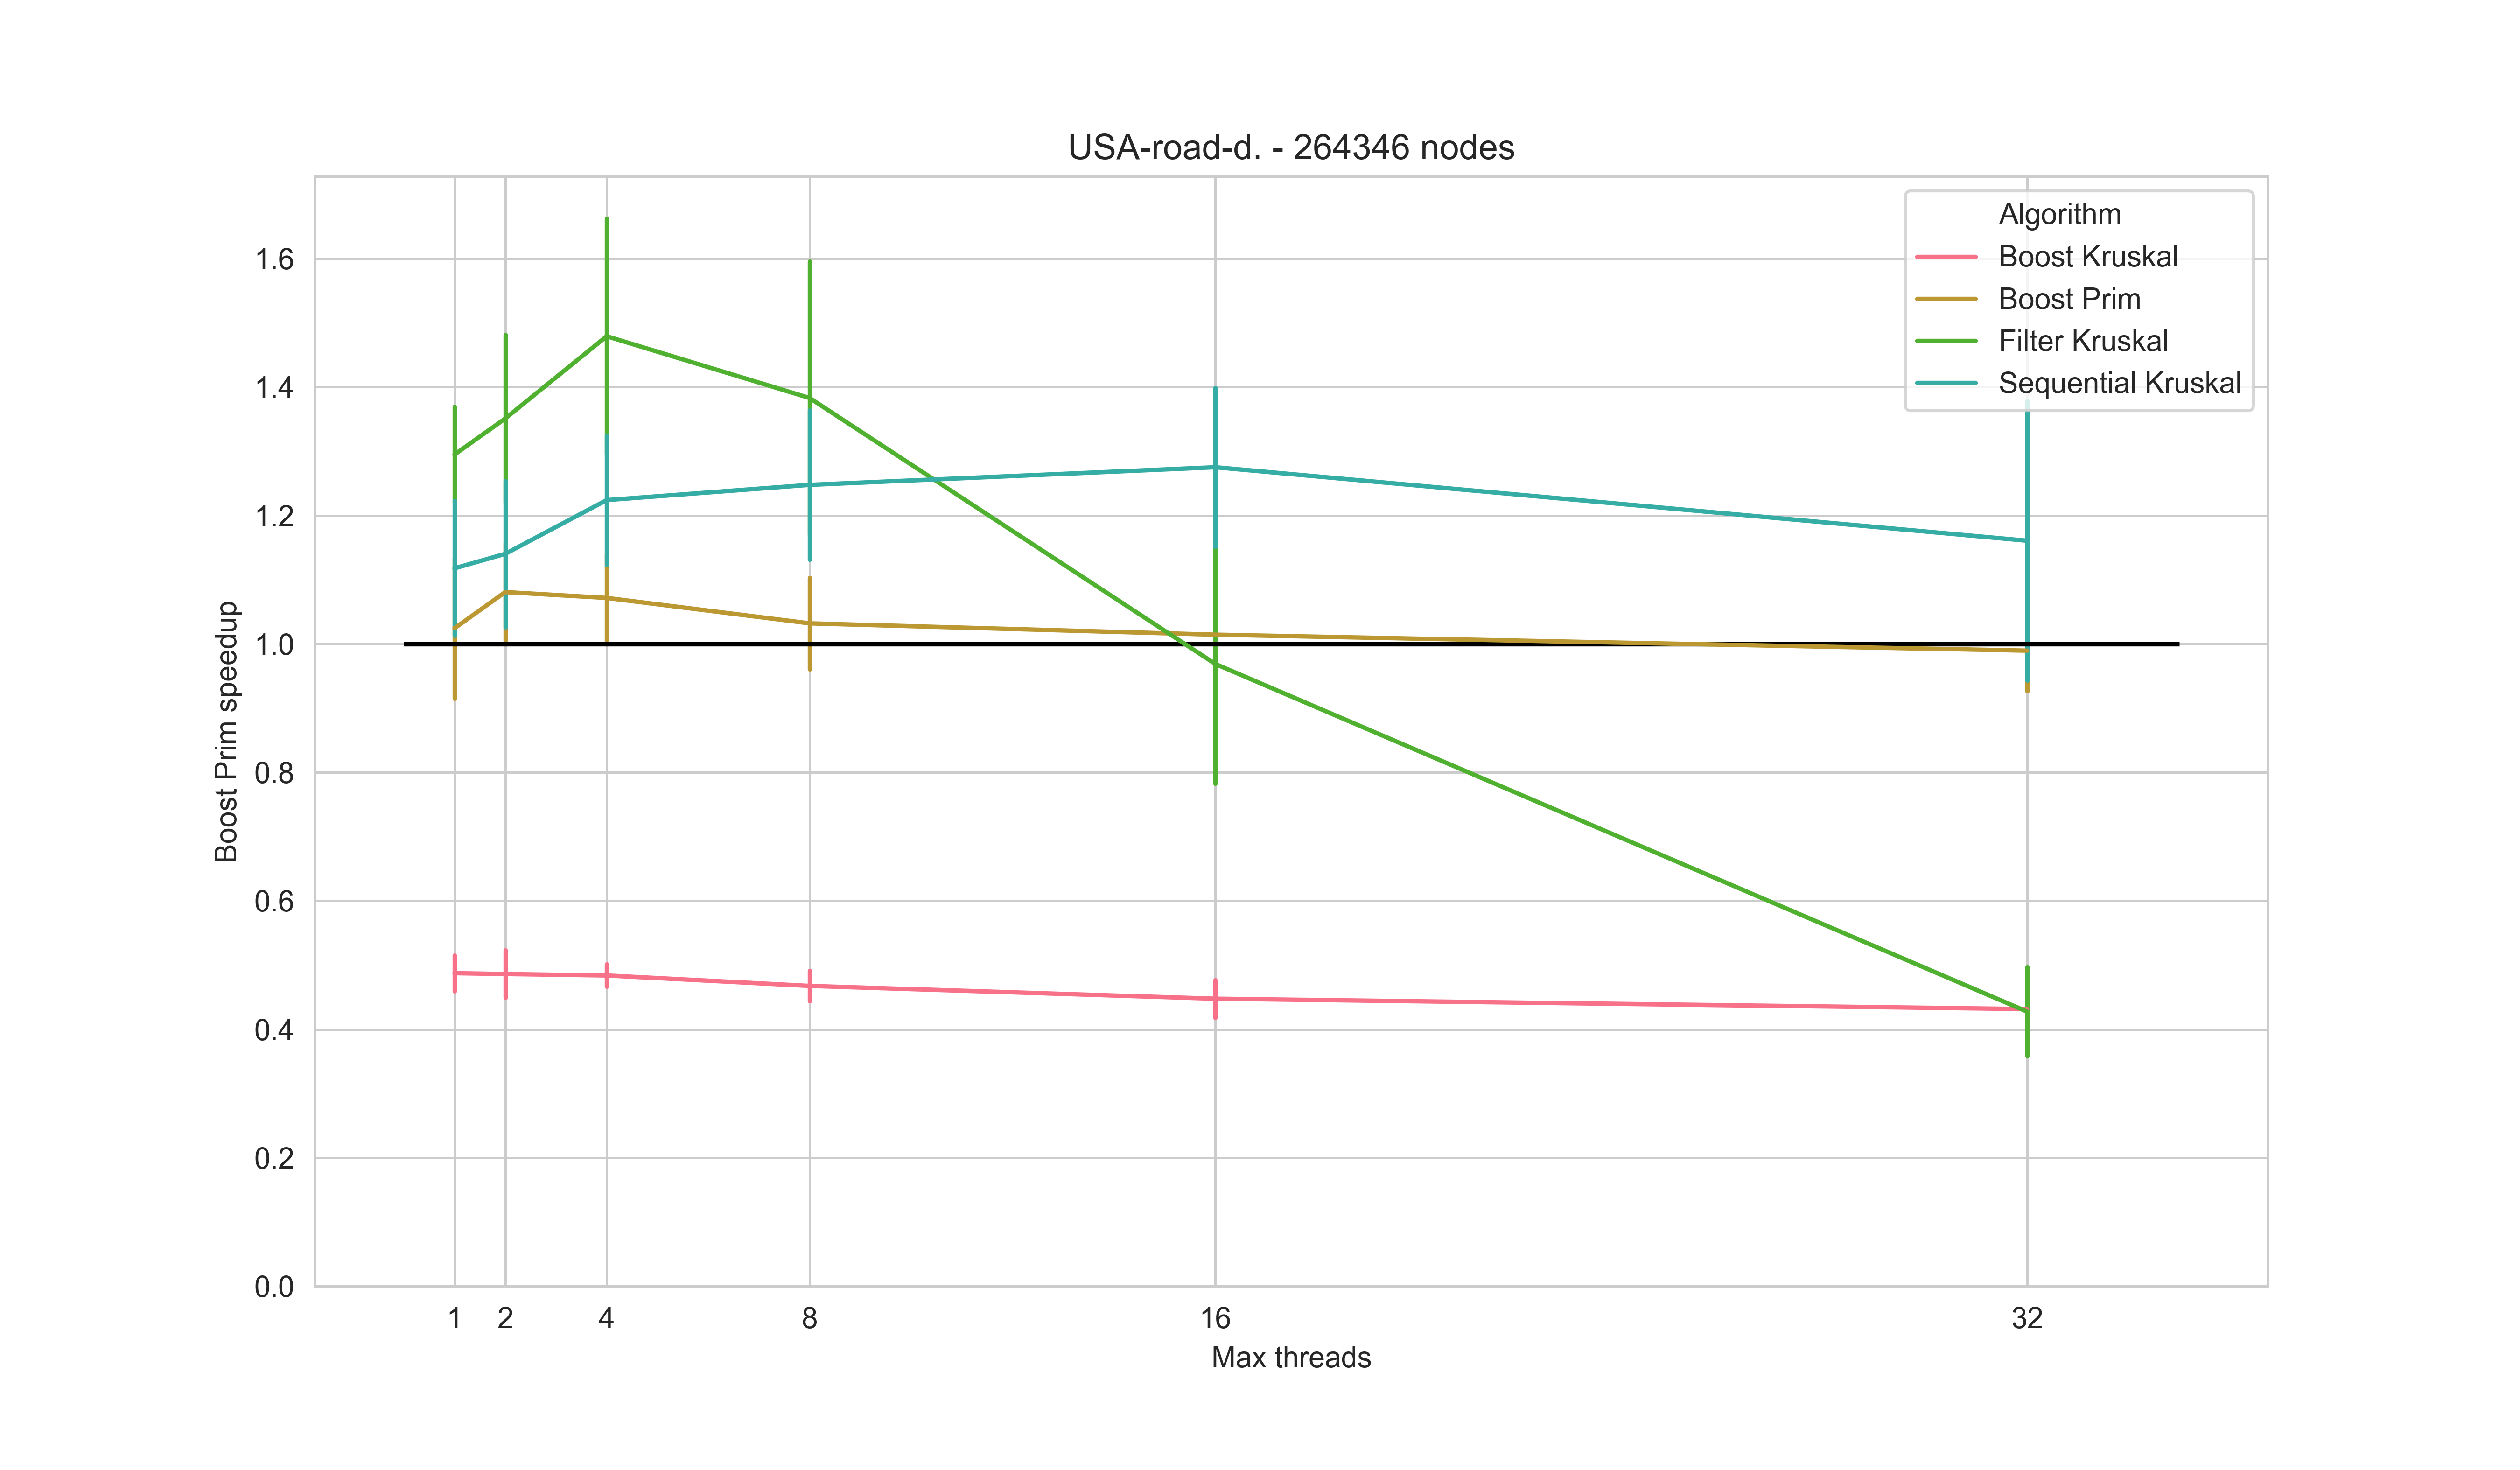 USA-road-d. - 264346 nodes
Algorithm
Boost Kruskal
Boost Prim
Filter Kruskal
Sequential Kruskal
Boost Prim speedup
1.6
1.4
1.2
1.0
0.8
0.6
0.4
0.2
0.0
1 2 4 8 16 32
Max threads